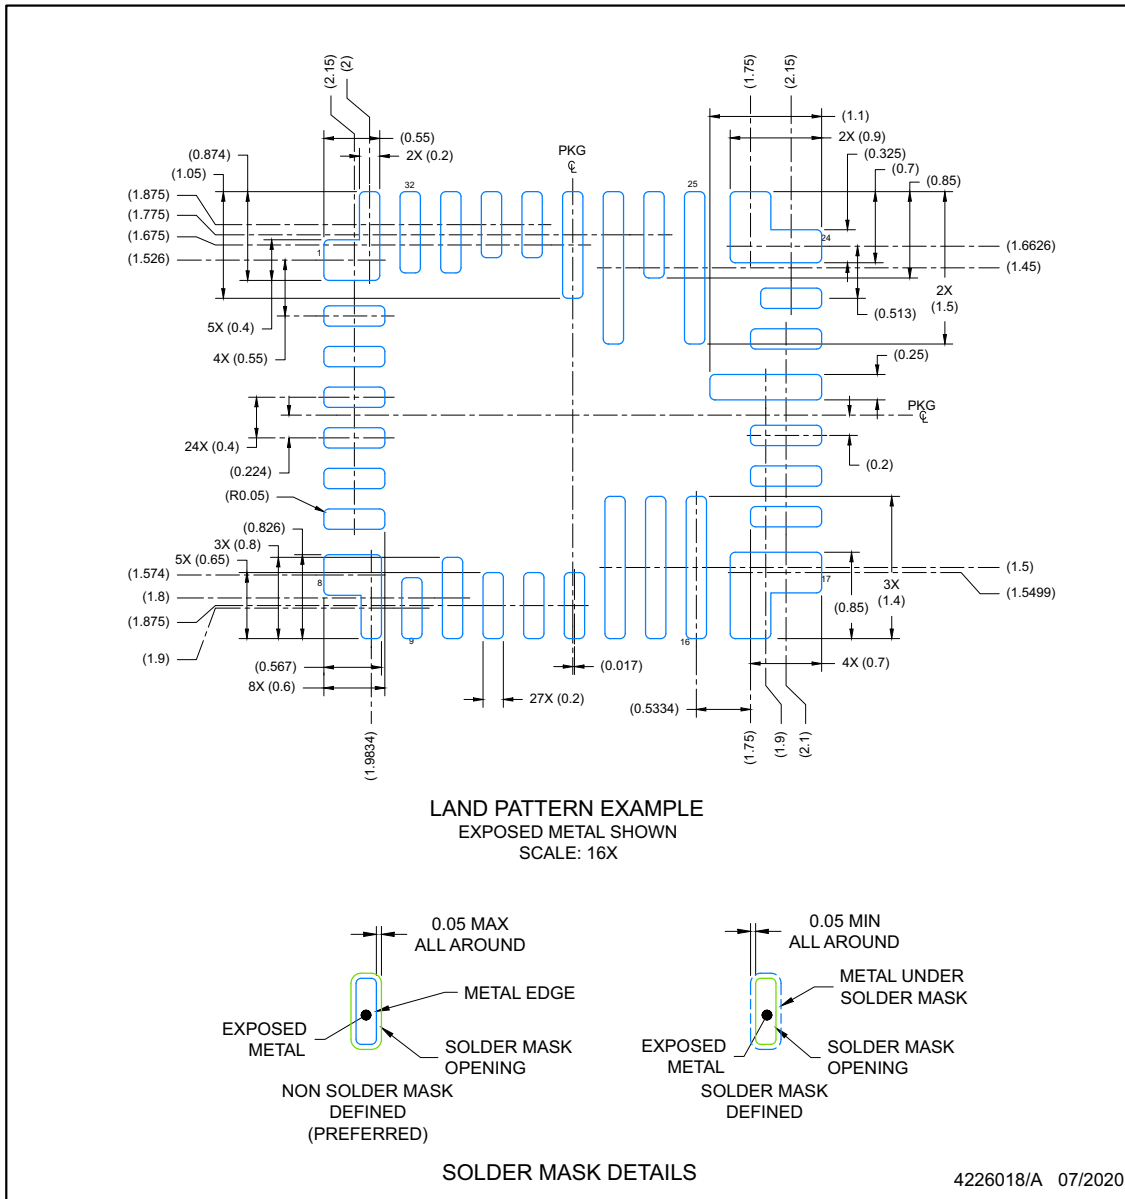 (2.15)
(2)
(1.75)
(2.15)
(0.55)
2X (0.2)
(0.874)
(1.05)
(1.875)
(1.775)
(1.675)
(1.526)
PKG
℄
(1.1)
2X (0.9)
(0.325)
(0.7)
(0.85)
32
25
1
24
(1.6626)
(1.45)
2X
(1.5)
(0.513)
5X (0.4)
4X (0.55)
(0.25)
PKG
℄
24X (0.4)
(0.224)
(0.2)
(R0.05)
(0.826)
3X (0.8)
5X (0.65)
(1.574)
(1.8)
(1.875)
(1.9)
8
9
16
17
(1.5)
(1.5499)
3X
(1.4)
(0.85)
(0.567)
8X (0.6)
(0.017)
27X (0.2)
4X (0.7)
(0.5334)
(1.9834)
(1.75)
(1.9)
(2.1)
LAND PATTERN EXAMPLE
EXPOSED METAL SHOWN
SCALE: 16X
0.05 MAX
ALL AROUND
METAL EDGE
EXPOSED
METAL
SOLDER MASK
OPENING
NON SOLDER MASK
DEFINED
(PREFERRED)
0.05 MIN
ALL AROUND
METAL UNDER
SOLDER MASK
EXPOSED
METAL
SOLDER MASK
OPENING
SOLDER MASK
DEFINED
SOLDER MASK DETAILS
4226018/A 07/2020